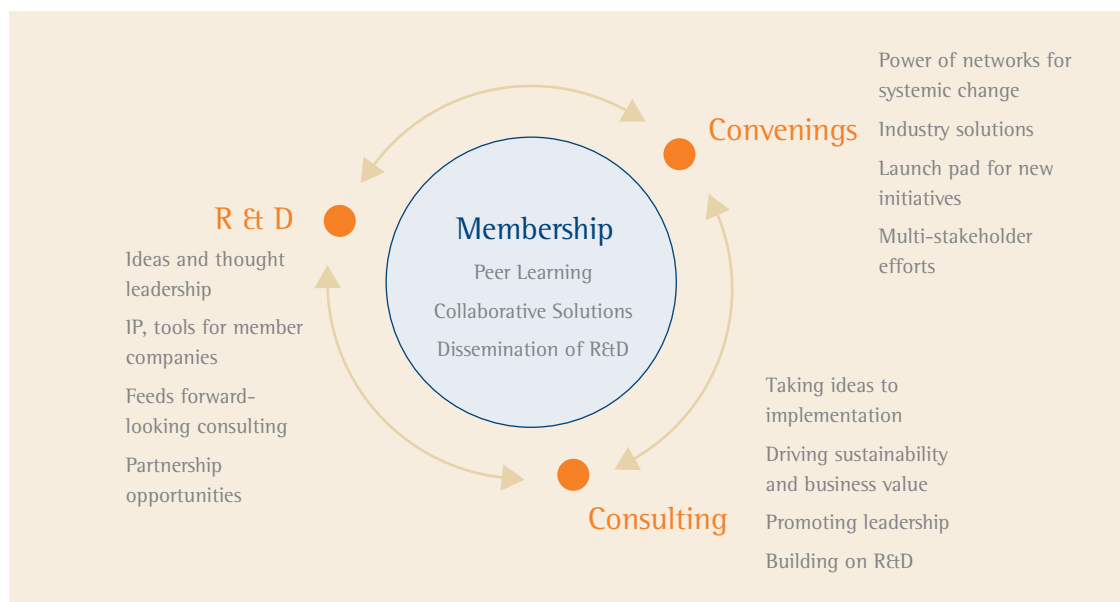 Membership
Peer Learning
Collaborative Solutions
Dissemination of R&D
R & D
Ideas and thought
leadership
IP, tools for member
companies
Feeds forward-
looking consulting
Partnership
opportunities
Convenings
Power of networks for
systemic change
Industry solutions
Launch pad for new
initiatives
Multi-stakeholder
efforts
Consulting
Taking ideas to
implementation
Driving sustainability
and business value
Promoting leadership
Building on R&D